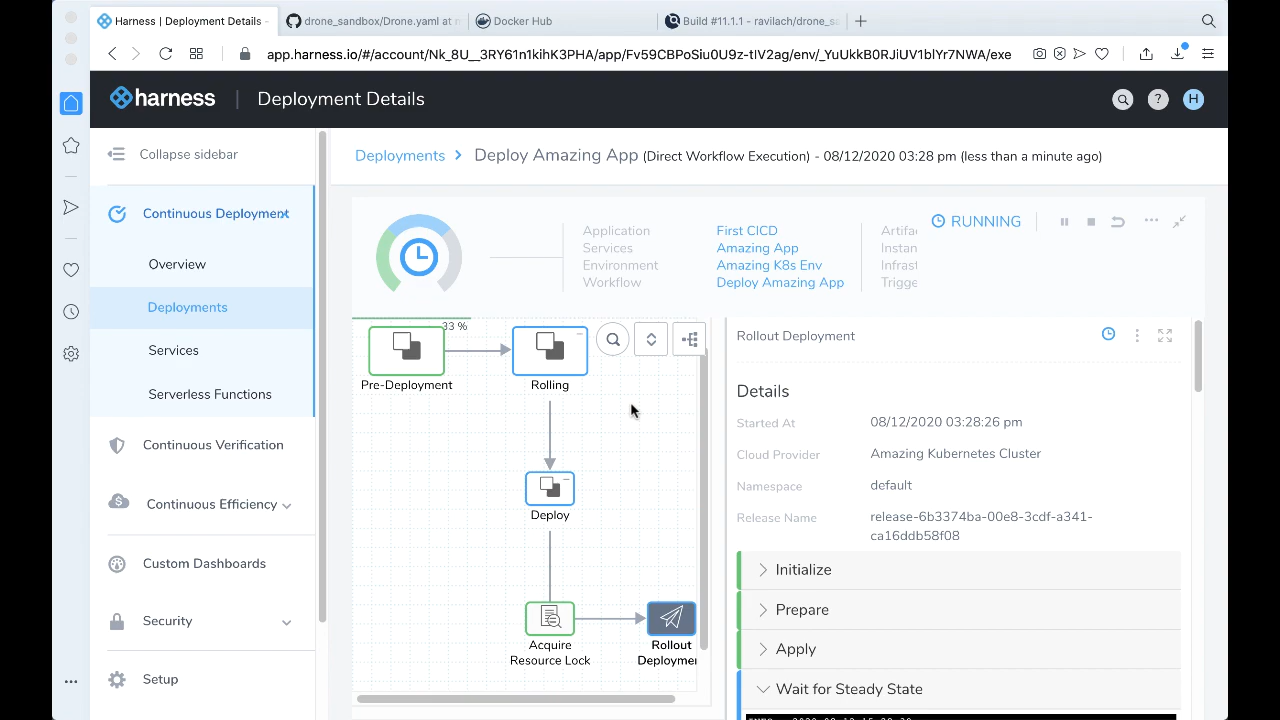 Harness | Deployment Details -
drone_sandbox/Drone.yaml at m
Docker Hub
Build #11.1.1 - ravilach/drone_sa
app.harness.io/#/account/Nk_8U__3RY61n1kihK3PHA/app/Fv59CBPoSiu0U9z-tIV2ag/env/_YuUkkB0RJiUV1blYr7NWA/exe
harness | Deployment Details
? H
Collapse sidebar
Continuous Deployment
Overview
Deployments
Services
Serverless Functions
Continuous Verification
Continuous Efficiency
Custom Dashboards
Security
Setup
Deployments > Deploy Amazing App (Direct Workflow Execution) - 08/12/2020 03:28 pm (less than a minute ago)
Application First CICD
Services Amazing App
Environment Amazing K8s Env
Workflow Deploy Amazing App
Artifac
Instan
Infrast
Trigge
RUNNING
33 %
Pre-Deployment
Rolling
Deploy
Acquire
Resource Lock
Rollout
Deploymen
Rollout Deployment
Details
Started At 08/12/2020 03:28:26 pm
Cloud Provider Amazing Kubernetes Cluster
Namespace default
Release Name release-6b3374ba-00e8-3cdf-a341-
ca16ddb58f08
Initialize
Prepare
Apply
Wait for Steady State